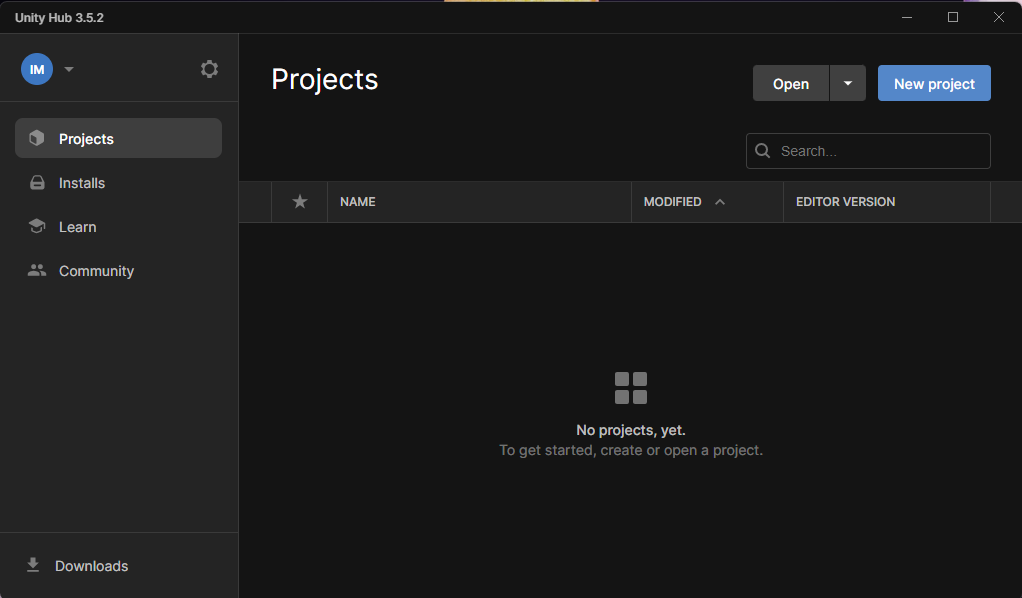 Unity Hub 3.5.2
IM
Projects
Installs
Learn
Community
Downloads
Projects
Open
New project
Search...
NAME
MODIFIED
EDITOR VERSION
No projects, yet.
To get started, create or open a project.